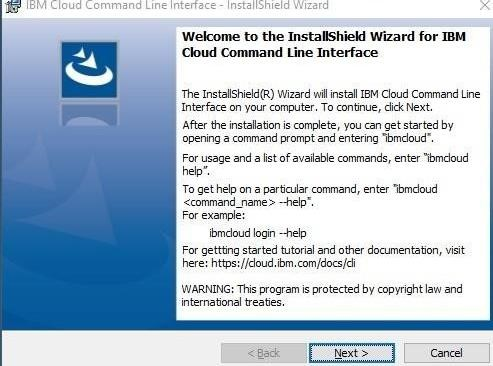 IBM Cloud Command Line Interface - InstallShield Wizard
Welcome to the InstallShield Wizard for IBM
Cloud Command Line Interface
The InstallShield(R) Wizard will install IBM Cloud Command Line
Interface on your computer. To continue, click Next.
After the installation is complete, you can get started by
opening a command prompt and entering "ibmcloud".
For usage and a list of available commands, enter "ibmcloud
help".
To get help on a particular command, enter "ibmcloud
<command_name> --help".
For example:
ibmcloud login --help
For gettting started tutorial and other documentation, visit
here: https://cloud.ibm.com/docs/cli
WARNING: This program is protected by copyright law and
international treaties.
< Back
Next >
Cancel